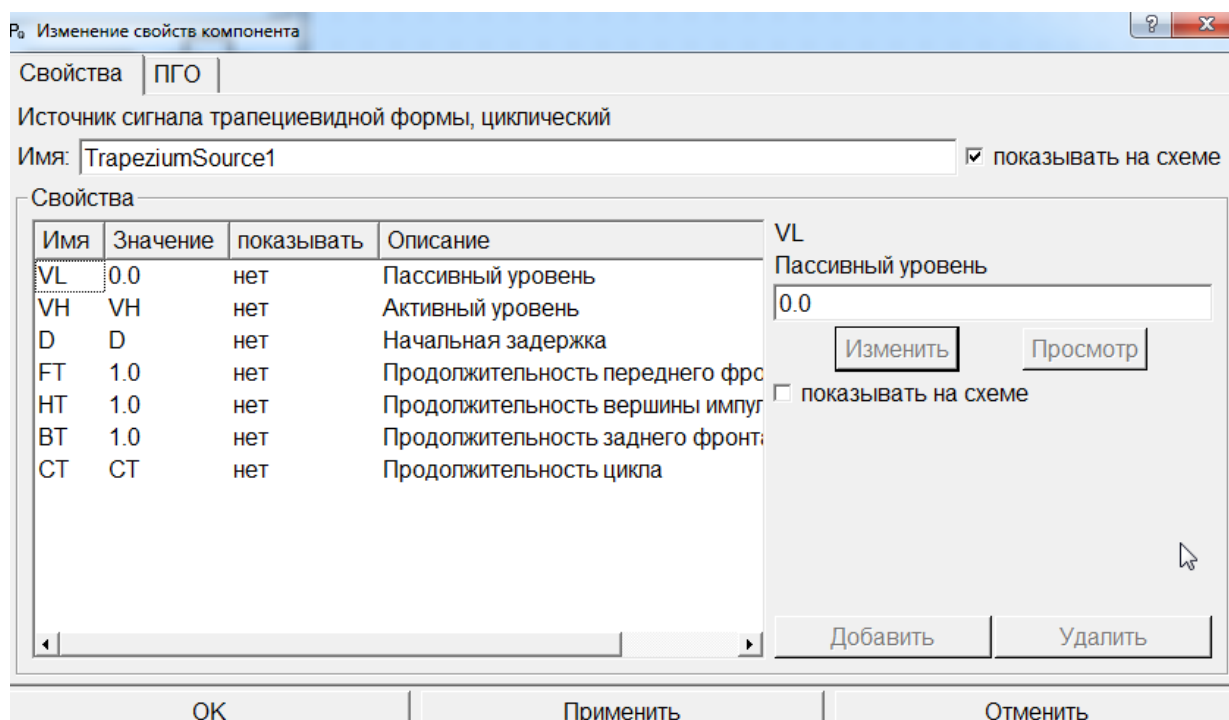 Изменение свойств компонента
Свойства ПГО
Источник сигнала трапециевидной формы, циклический
Имя: TrapeziumSource1 показывать на схеме
Свойства
Имя Значение показывать Описание
VL 0.0 нет Пассивный уровень
VH VH нет Активный уровень
D D нет Начальная задержка
FT 1.0 нет Продолжительность переднего фро
HT 1.0 нет Продолжительность вершины импул
BT 1.0 нет Продолжительность заднего фронта
CT CT нет Продолжительность цикла
VL
Пассивный уровень
0.0
Изменить Просмотр
показывать на схеме
Добавить Удалить
OK Применить Отменить